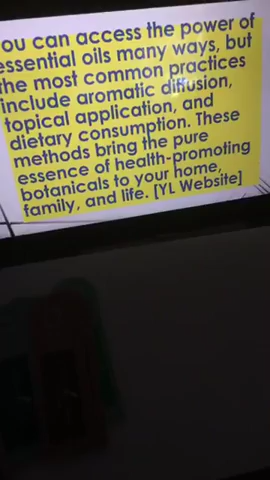 ou can access the power of
essential oils many ways, but
the most common practices
include aromatic diffusion,
topical application, and
dietary consumption. These
methods bring the pure
essence of health-promoting
botanicals to your home,
family, and life. [YL Website]